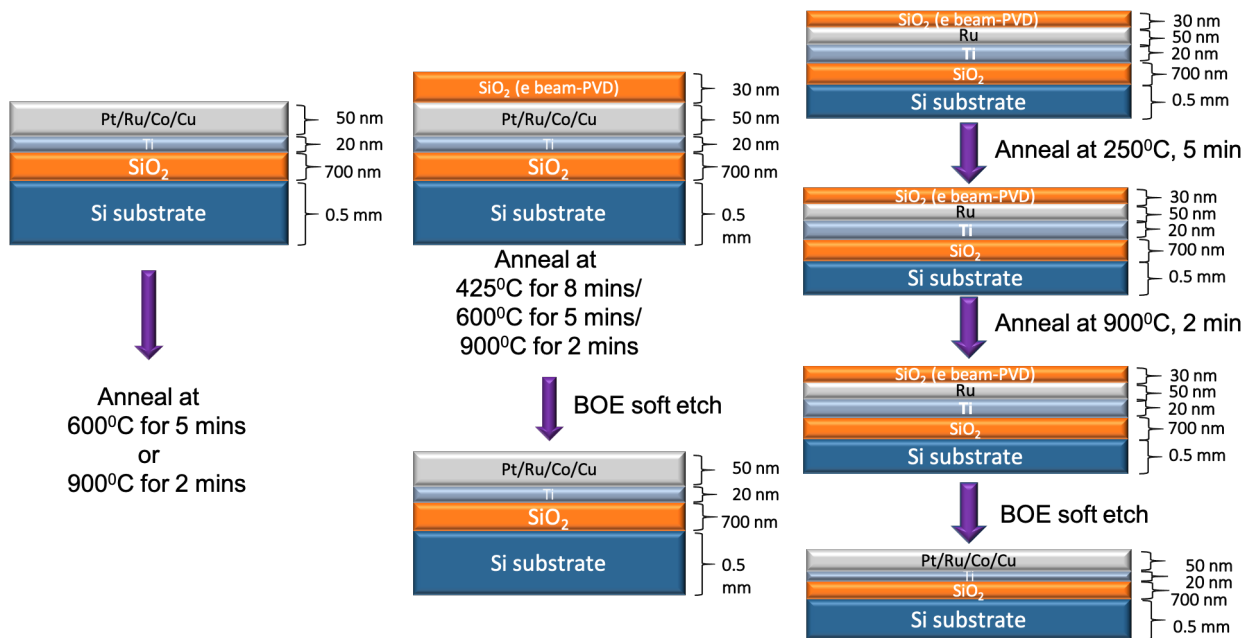 Pt/Ru/Co/Cu
50 nm
Ti
20 nm
SiO₂
700 nm
Si substrate
0.5 mm
Anneal at
600⁰C for 5 mins
or
900⁰C for 2 mins
SiO₂ (e beam-PVD)
30 nm
Pt/Ru/Co/Cu
50 nm
Ti
20 nm
SiO₂
700 nm
Si substrate
0.5
mm
Anneal at
425⁰C for 8 mins/
600⁰C for 5 mins/
900⁰C for 2 mins
BOE soft etch
Pt/Ru/Co/Cu
50 nm
Ti
20 nm
SiO₂
700 nm
Si substrate
0.5
mm
SiO₂ (e beam-PVD)
30 nm
Ru
50 nm
Ti
20 nm
SiO₂
700 nm
Si substrate
0.5 mm
Anneal at 250⁰C, 5 min
SiO₂ (e beam-PVD)
30 nm
Ru
50 nm
Ti
20 nm
SiO₂
700 nm
Si substrate
0.5 mm
Anneal at 900⁰C, 2 min
SiO₂ (e beam-PVD)
30 nm
Ru
50 nm
Ti
20 nm
SiO₂
700 nm
Si substrate
0.5 mm
BOE soft etch
Pt/Ru/Co/Cu
50 nm
Ti
20 nm
SiO₂
700 nm
Si substrate
0.5 mm